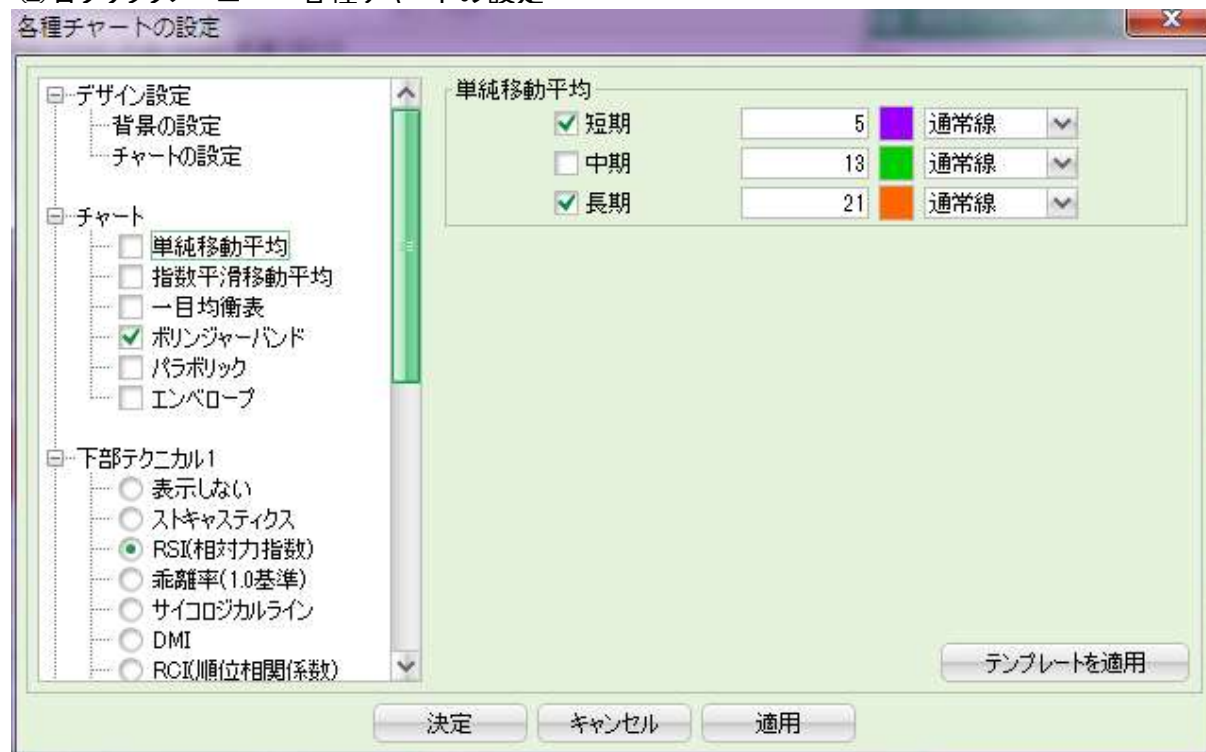 各種チャートの設定
デザイン設定
背景の設定
チャートの設定
チャート
単純移動平均
指数平滑移動平均
一目均衡表
ボリンジャーバンド
パラボリック
エンベロープ
下部テクニカル1
表示しない
ストキャスティクス
RSI(相対力指数)
乖離率(1.0基準)
サイコロジカルライン
DMI
RCI(順位相関係数)
単純移動平均
短期 5 通常線
中期 13 通常線
長期 21 通常線
テンプレートを適用
決定 キャンセル 適用